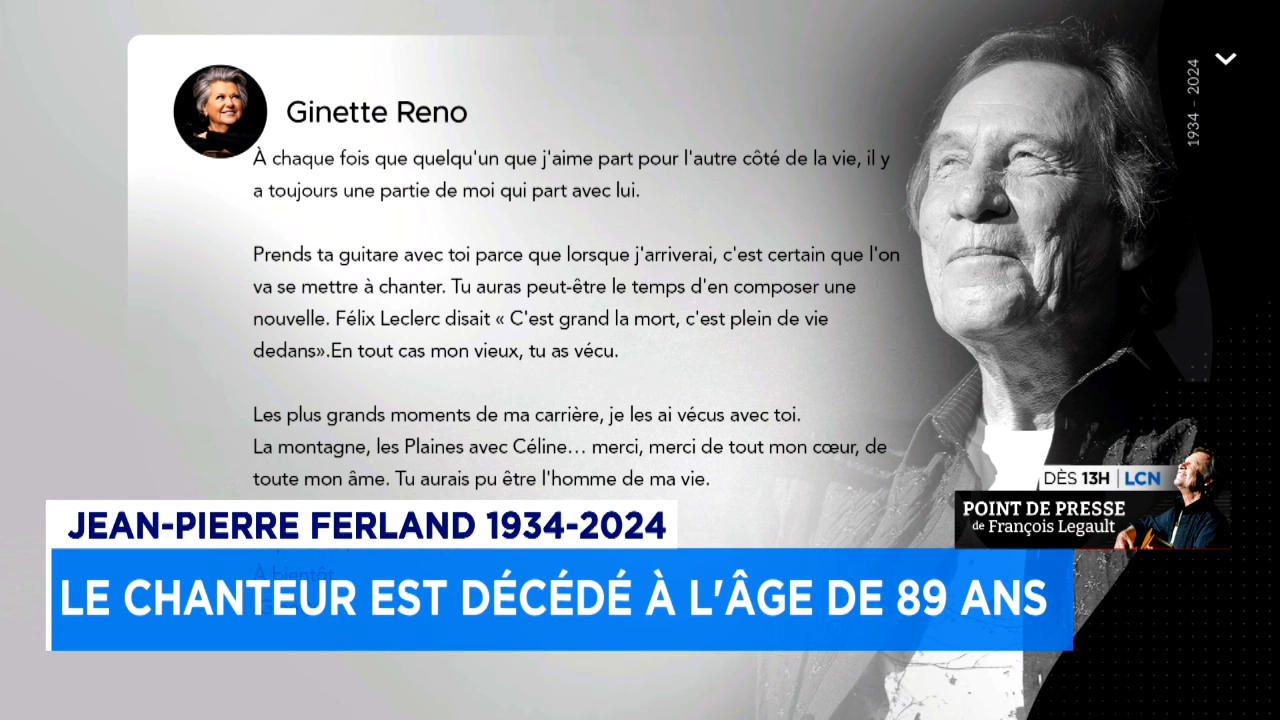 Ginette Reno
À chaque fois que quelqu'un que j'aime part pour l'autre côté de la vie, il y
a toujours une partie de moi qui part avec lui.
Prends ta guitare avec toi parce que lorsque j'arriverai, c'est certain que l'on
va se mettre à chanter. Tu auras peut-être le temps d'en composer une
nouvelle. Félix Leclerc disait « C'est grand la mort, c'est plein de vie
dedans».En tout cas mon vieux, tu as vécu.
Les plus grands moments de ma carrière, je les ai vécus avec toi.
La montagne, les Plaines avec Céline… merci, merci de tout mon cœur, de
toute mon âme. Tu aurais pu être l'homme de ma vie.
À bientôt
1934 - 2024
DÈS 13H | LCN
POINT DE PRESSE
de François Legault
JEAN-PIERRE FERLAND 1934-2024
LE CHANTEUR EST DÉCÉDÉ À L'ÂGE DE 89 ANS